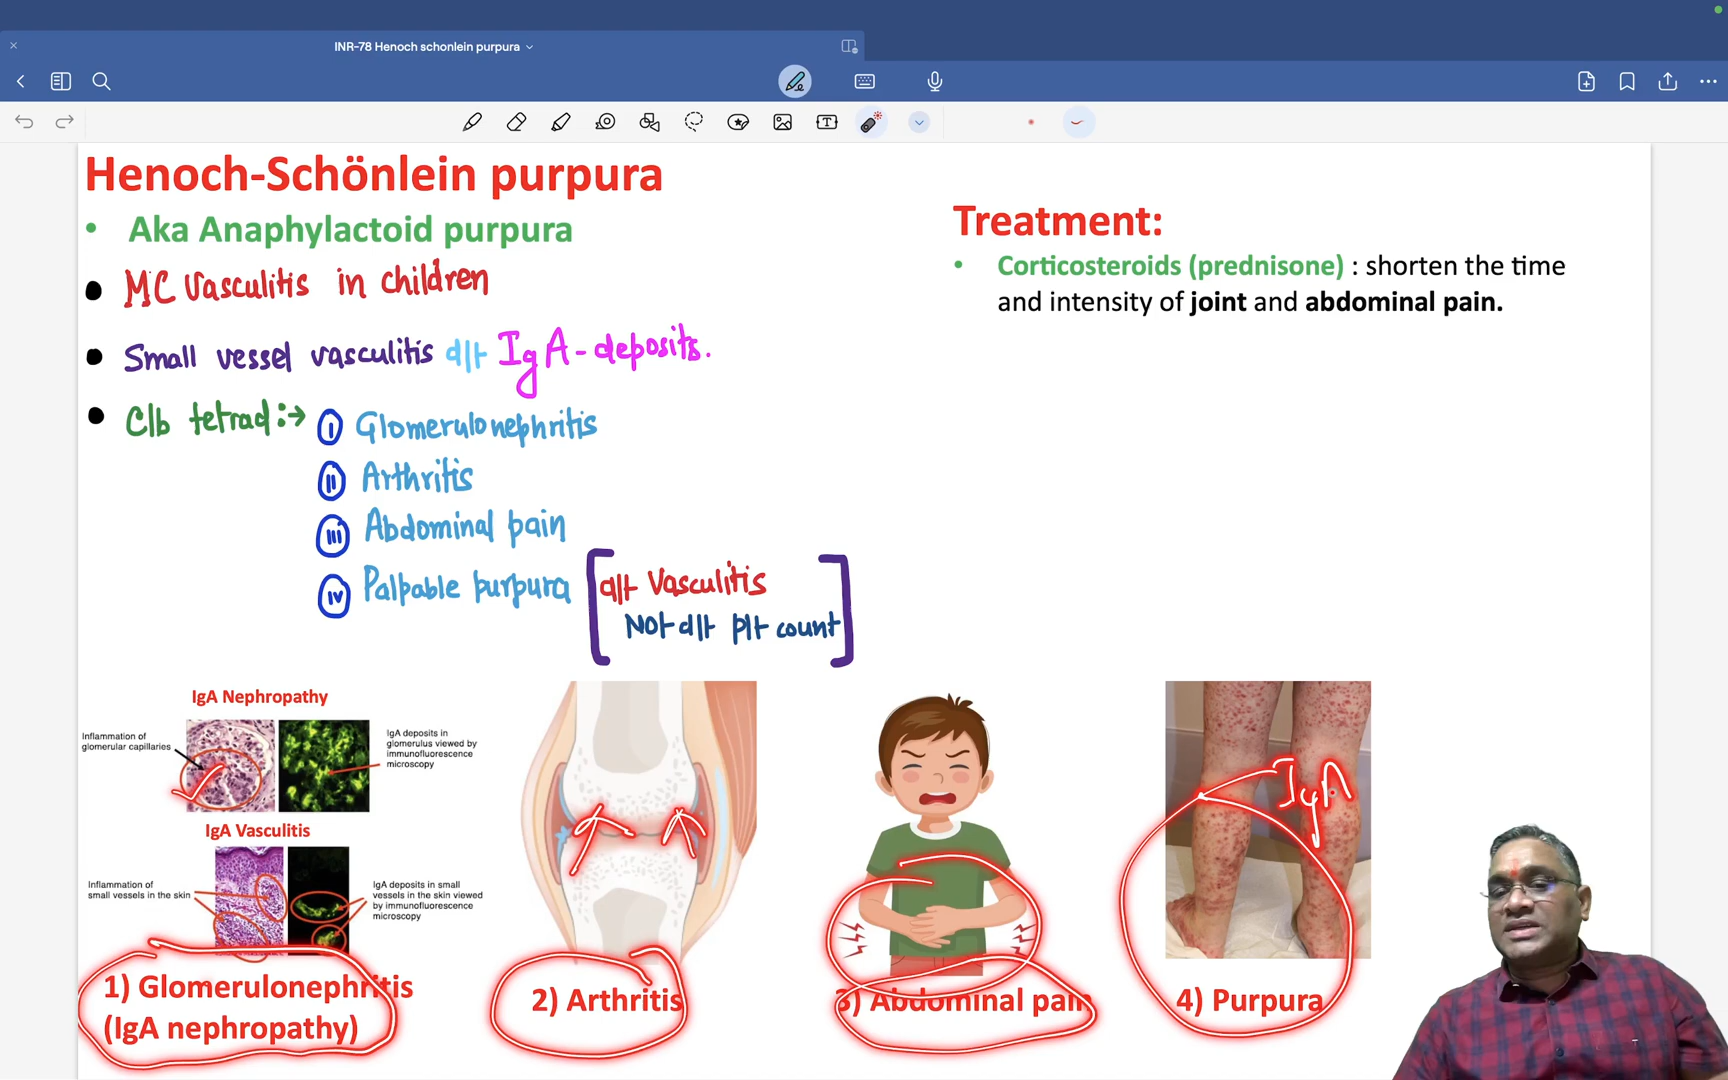 INR-78 Henoch schonlein purpura
Henoch-Schönlein purpura
• Aka Anaphylactoid purpura
• MC Vasculitis in children
• Small vessel vasculitis d/t IgA-deposits.
• C/b tetrad:→ (i) Glomerulonephritis
(ii) Arthritis
(iii) Abdominal pain
(iv) Palpable purpura [d/t Vasculitis
Not d/t plt count]
Treatment:
• Corticosteroids (prednisone) : shorten the time
and intensity of joint and abdominal pain.
IgA Nephropathy
Inflammation of
glomerular capillaries
IgA deposits in
glomerulus viewed by
immunofluorescence
microscopy
IgA Vasculitis
Inflammation of
small vessels in the skin
IgA deposits in small
vessels in the skin viewed
by immunofluorescence
microscopy
1) Glomerulonephritis
(IgA nephropathy)
2) Arthritis
3) Abdominal pain
IgA
4) Purpura